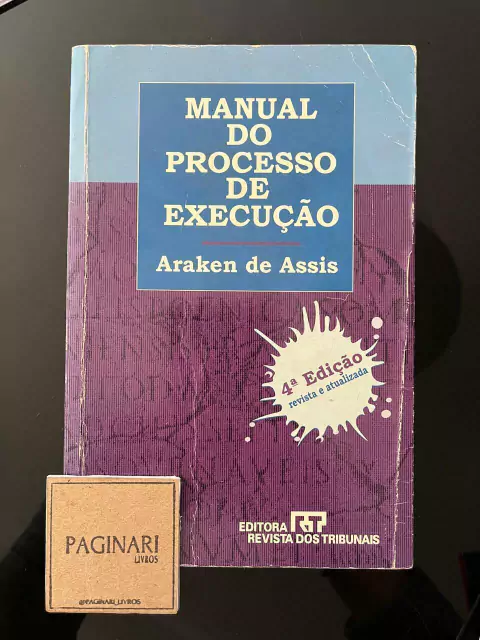 MANUAL
DO
PROCESSO
DE
EXECUÇÃO
Araken de Assis
4ª Edição
revista e atualizada
EDITORA RT
REVISTA DOS TRIBUNAIS
PAGINARI
LIVROS
@PAGINARI_LIVROS